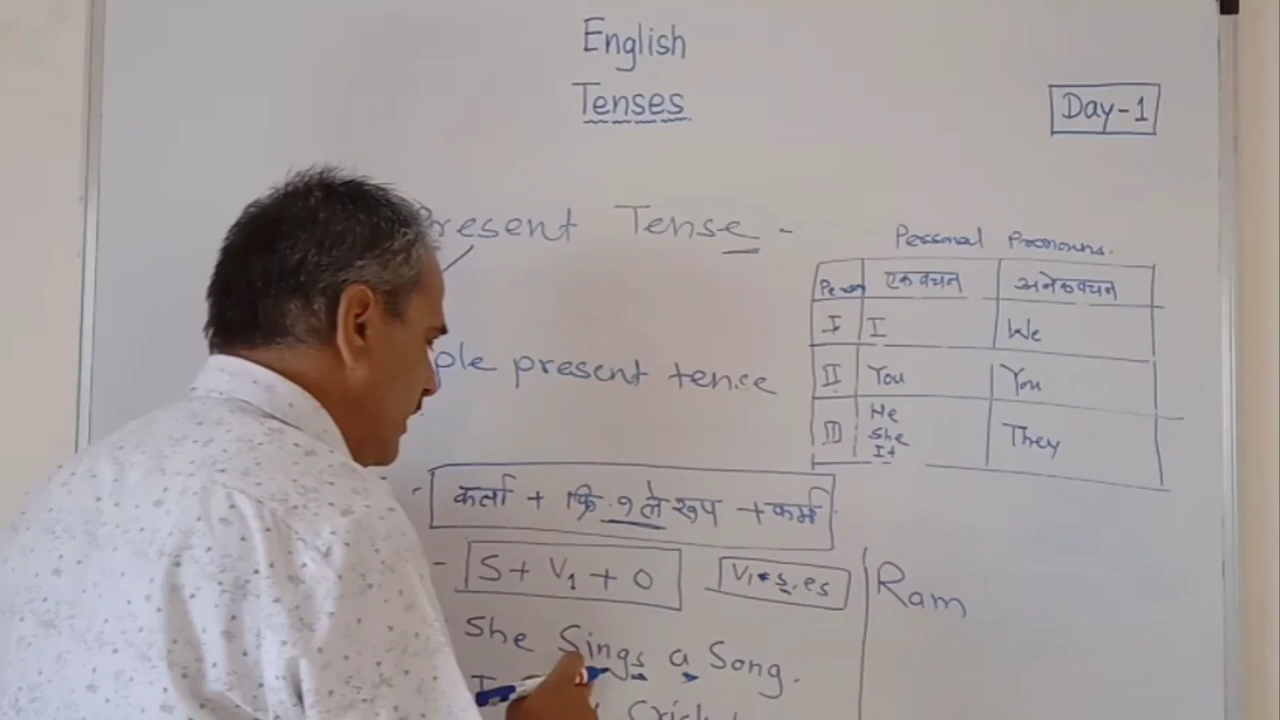 English
Tenses
Day-1
Present Tense -
Personal Pronouns.
Person एकवचन अनेकवचन
I I We
II You You
III He She It They
ple present tence
- कर्ता + क्रि.१ले रूप + कर्म
- S + V1 + O V1 s, es
Ram
She Sings a Song.
I